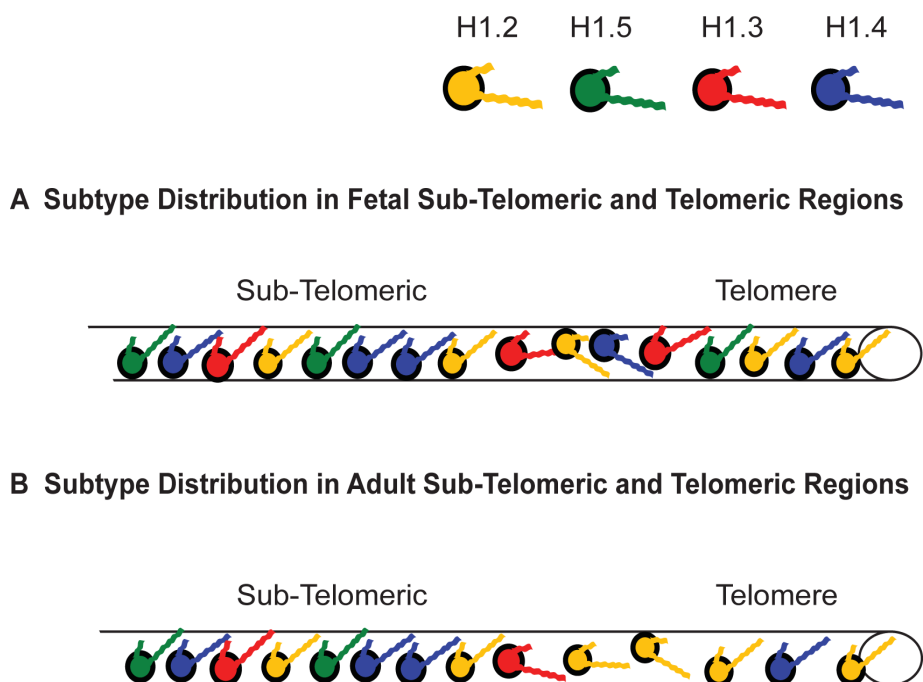 H1.2 H1.5 H1.3 H1.4
A Subtype Distribution in Fetal Sub-Telomeric and Telomeric Regions
Sub-Telomeric Telomere
B Subtype Distribution in Adult Sub-Telomeric and Telomeric Regions
Sub-Telomeric Telomere